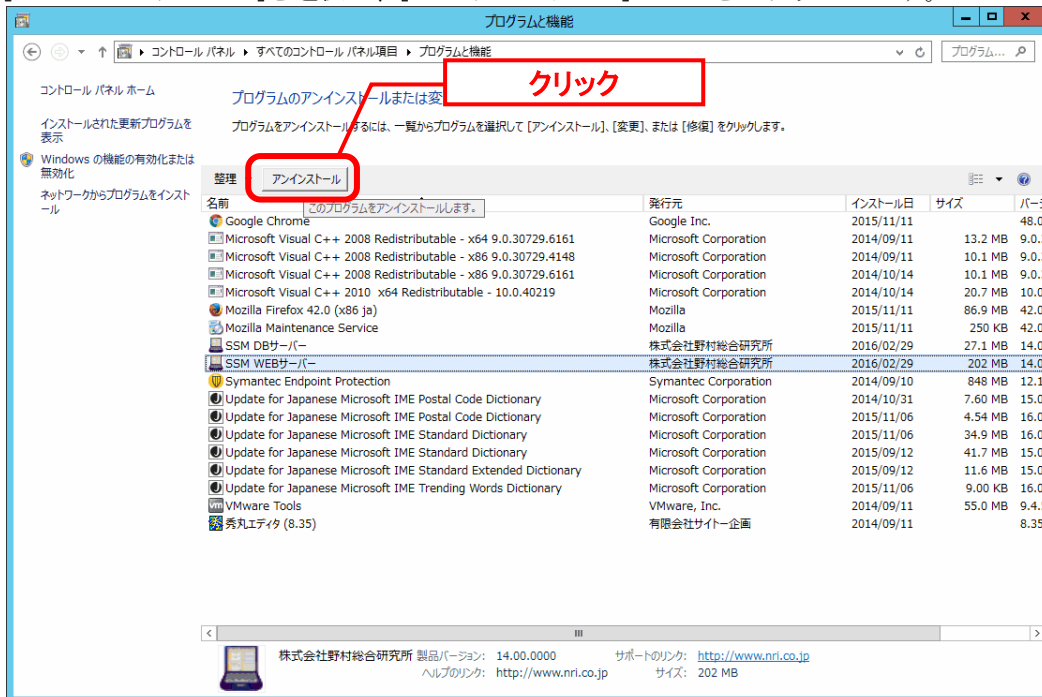 プログラムと機能
コントロール パネル ▸ すべてのコントロール パネル項目 ▸ プログラムと機能
プログラム...
クリック
コントロール パネル ホーム
インストールされた更新プログラムを
表示
Windows の機能の有効化または
無効化
ネットワークからプログラムをインスト
ール
プログラムのアンインストールまたは変
プログラムをアンインストールするには、一覧からプログラムを選択して [アンインストール]、[変更]、または [修復] をクリックします。
整理 アンインストール
名前 発行元 インストール日 サイズ バージ
このプログラムをアンインストールします。
Google Chrome Google Inc. 2015/11/11 48.0
Microsoft Visual C++ 2008 Redistributable - x64 9.0.30729.6161 Microsoft Corporation 2014/09/11 13.2 MB 9.0.
Microsoft Visual C++ 2008 Redistributable - x86 9.0.30729.4148 Microsoft Corporation 2014/09/11 10.1 MB 9.0.
Microsoft Visual C++ 2008 Redistributable - x86 9.0.30729.6161 Microsoft Corporation 2014/10/14 10.1 MB 9.0.
Microsoft Visual C++ 2010 x64 Redistributable - 10.0.40219 Microsoft Corporation 2014/10/14 20.7 MB 10.0
Mozilla Firefox 42.0 (x86 ja) Mozilla 2015/11/11 86.9 MB 42.0
Mozilla Maintenance Service Mozilla 2015/11/11 250 KB 42.0
SSM DBサーバー 株式会社野村総合研究所 2016/02/29 27.1 MB 14.0
SSM WEBサーバー 株式会社野村総合研究所 2016/02/29 202 MB 14.0
Symantec Endpoint Protection Symantec Corporation 2014/09/10 848 MB 12.1
Update for Japanese Microsoft IME Postal Code Dictionary Microsoft Corporation 2014/10/31 7.60 MB 15.0
Update for Japanese Microsoft IME Postal Code Dictionary Microsoft Corporation 2015/11/06 4.54 MB 16.0
Update for Japanese Microsoft IME Standard Dictionary Microsoft Corporation 2015/11/06 34.9 MB 16.0
Update for Japanese Microsoft IME Standard Dictionary Microsoft Corporation 2015/09/12 41.7 MB 15.0
Update for Japanese Microsoft IME Standard Extended Dictionary Microsoft Corporation 2015/09/12 11.6 MB 15.0
Update for Japanese Microsoft IME Trending Words Dictionary Microsoft Corporation 2015/11/06 9.00 KB 16.0
VMware Tools VMware, Inc. 2014/09/11 55.0 MB 9.4.
秀丸エディタ (8.35) 有限会社サイトー企画 2014/09/11 8.35
株式会社野村総合研究所 製品バージョン: 14.00.0000 サポートのリンク: http://www.nri.co.jp
ヘルプのリンク: http://www.nri.co.jp サイズ: 202 MB